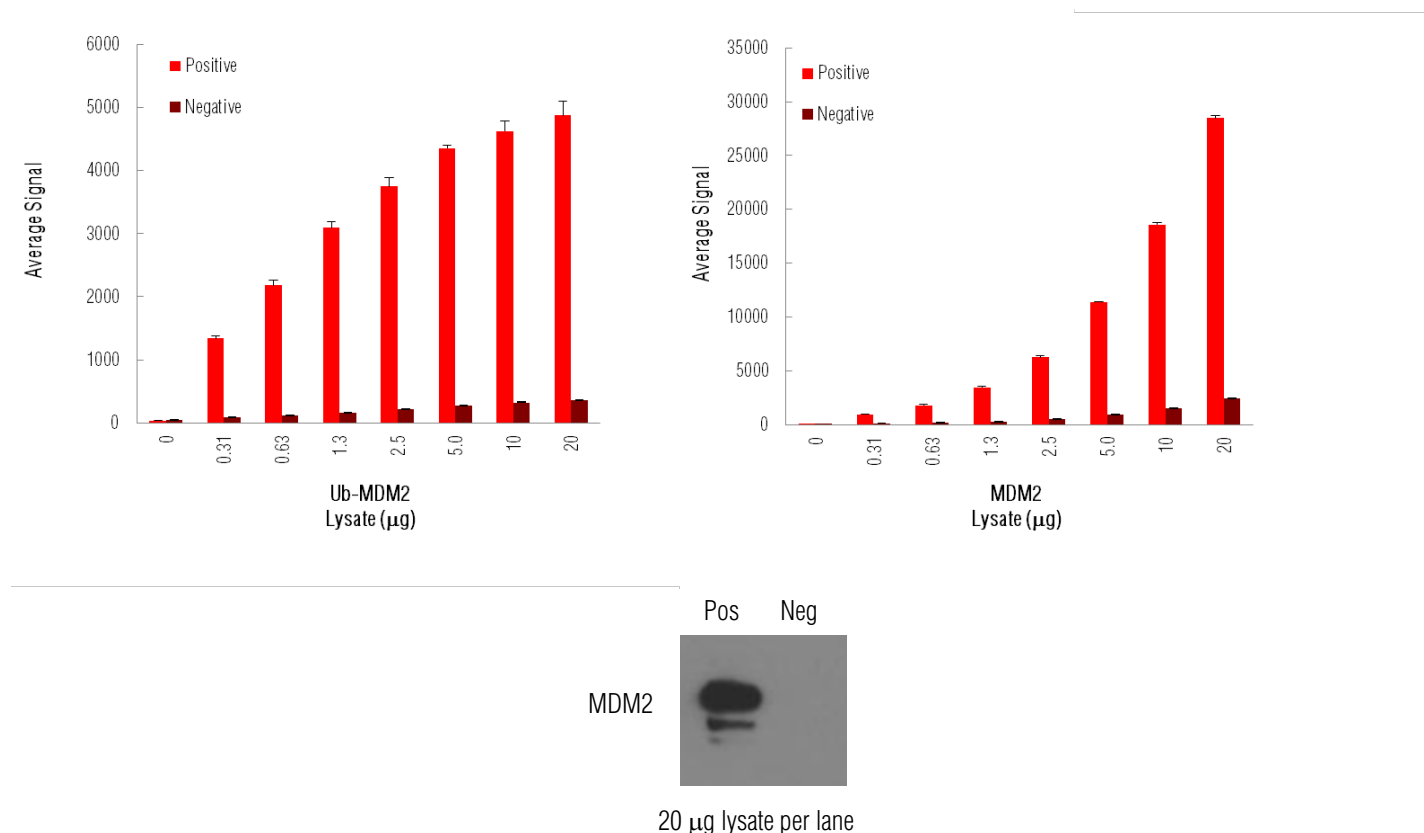 6000
5000
4000
3000
2000
1000
0
Average Signal
Positive
Negative
0
0.31
0.63
1.3
2.5
5.0
10
20
Ub-MDM2
Lysate (µg)
35000
30000
25000
20000
15000
10000
5000
0
Average Signal
Positive
Negative
0
0.31
0.63
1.3
2.5
5.0
10
20
MDM2
Lysate (µg)
Pos Neg
MDM2
20 µg lysate per lane